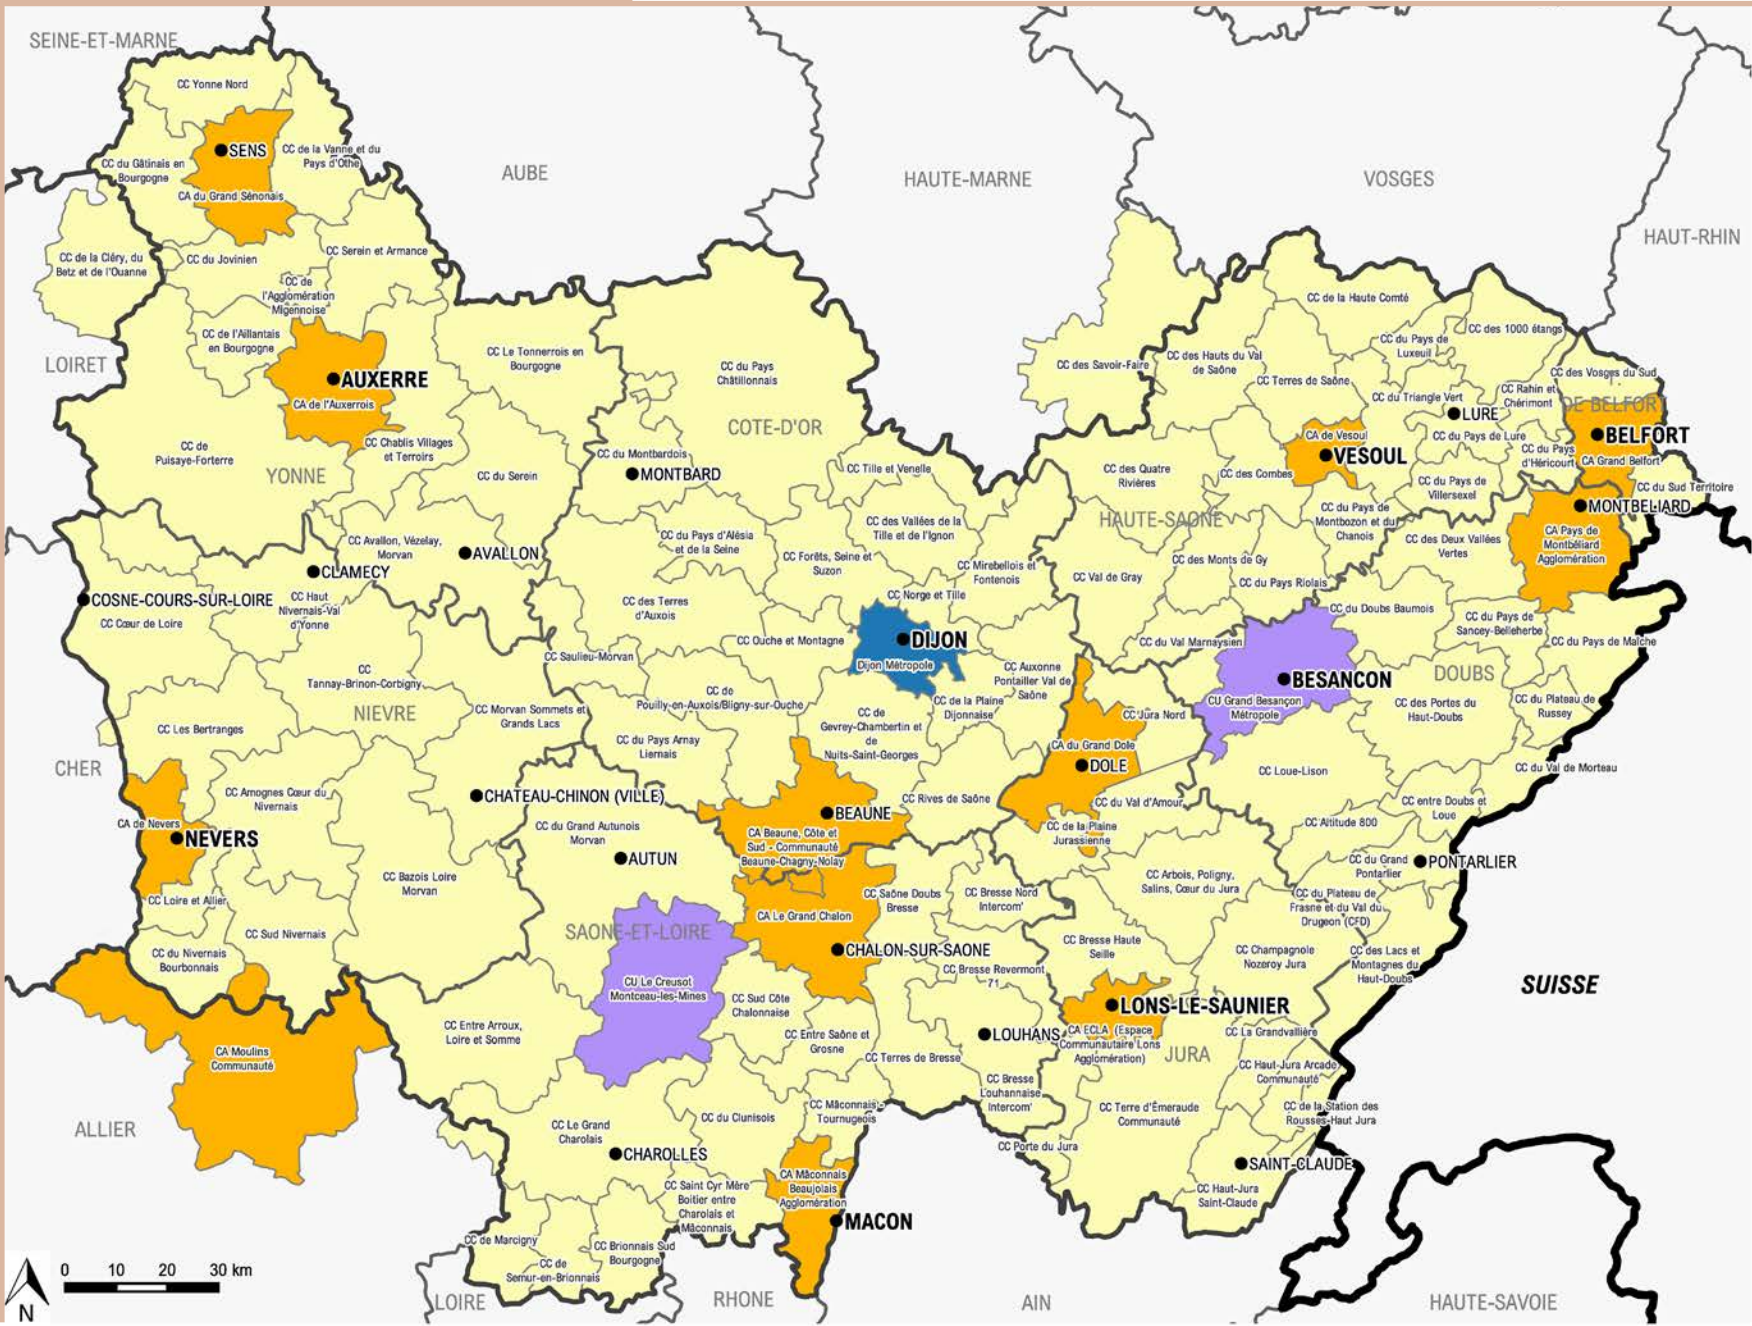 SEINE-ET-MARNE
CC Yonne Nord
SENS
CC de la Vanne et du
Pays d'Othe
CC du Gâtinais en
Bourgogne
CA du Grand Sénonais
AUBE
HAUTE-MARNE
VOSGES
HAUT-RHIN
CC de la Cléry, du
Betz et de l'Ouanne
CC du Jovinien
CC Serein et Armance
CC de
l'Agglomération
Migennoise
CC de l'Aillantais
en Bourgogne
LOIRET
AUXERRE
CA de l'Auxerrois
CC Le Tonnerrois en
Bourgogne
CC du Pays
Châtillonnais
COTE-D'OR
CC des Savoir-Faire
CC de la Haute Comté
CC des 1000 étangs
CC du Pays de
Luxeuil
CC des Hauts du Val
de Saône
CC Terres de Saône
CC des Vosges du Sud
CC Rahin et
Chérimont
CC du Triangle Vert
LURE
DE BELFORT
BELFORT
CA Grand Belfort
CC de
Puisaye-Forterre
YONNE
CC Chablis Villages
et Terroirs
CC du Serein
CC du Montbardois
MONTBARD
CC Tille et Venelle
CC des Quatre
Rivières
CC des Combes
CA de Vesoul
VESOUL
CC du Pays de Lure
CC du Pays
d'Héricourt
CC du Pays de
Villersexel
CC du Sud Territoire
MONTBELIARD
CA Pays de
Montbéliard
Agglomération
HAUTE-SAONE
CC du Pays de
Montbozon et du
Chanois
CC des Deux Vallées
Vertes
CC Avallon, Vézelay,
Morvan
AVALLON
CLAMECY
CC du Pays d'Alésia
et de la Seine
CC des Vallées de la
Tille et de l'Ignon
CC Forêts, Seine et
Suzon
CC Mirebellois et
Fontenois
CC Val de Gray
CC des Monts de Gy
CC du Pays Riolais
COSNE-COURS-SUR-LOIRE
CC Cœur de Loire
CC Haut
Nivernais-Val
d'Yonne
CC des Terres
d'Auxois
CC Norge et Tille
CC Ouche et Montagne
DIJON
Dijon Métropole
CC du Doubs Baumois
CC du Pays de
Sancey-Belleherbe
CC du Pays de Maîche
CC du Val Marnaysien
CC
Tannay-Brinon-Corbigny
CC Saulieu-Morvan
CC Auxonne
Pontailler Val de
Saône
BESANCON
CU Grand Besançon
Métropole
DOUBS
CC des Portes du
Haut-Doubs
CC du Plateau de
Russey
NIEVRE
CC Morvan Sommets et
Grands Lacs
CC de
Pouilly-en-Auxois/Bligny-sur-Ouche
CC de la Plaine
Dijonnaise
CC Les Bertranges
CC de
Gevrey-Chambertin et
de
Nuits-Saint-Georges
CC Jura Nord
CHER
CC du Pays Arnay
Liernais
CA du Grand Dole
DOLE
CC Loue-Lison
CC du Val de Morteau
CC Amognes Cœur du
Nivernais
CHATEAU-CHINON (VILLE)
CC Rives de Saône
CC du Val d'Amour
CC entre Doubs et
Loue
CA de Nevers
NEVERS
CC du Grand Autunois
Morvan
AUTUN
BEAUNE
CA Beaune, Côte et
Sud - Communauté
Beaune-Chagny-Nolay
CC de la Plaine
Jurassienne
CC Altitude 800
CC du Grand
Pontarlier
PONTARLIER
CC Bazois Loire
Morvan
CC Arbois, Poligny,
Salins, Cœur du Jura
CC Loire et Allier
CC Saône Doubs
Bresse
CC Bresse Nord
Intercom'
CC du Plateau de
Frasne et du Val du
Drugeon (CFD)
CA Le Grand Chalon
CC Sud Nivernais
SAONE-ET-LOIRE
CC du Nivernais
Bourbonnais
CHALON-SUR-SAONE
CC Bresse Haute
Seille
CC Champagnole
Nozeroy Jura
CC des Lacs et
Montagnes du
Haut-Doubs
CU Le Creusot
Montceau-les-Mines
CC Bresse Revermont
71
SUISSE
CC Sud Côte
Chalonnaise
LONS-LE-SAUNIER
CC Entre Arroux,
Loire et Somme
CC Entre Saône et
Grosne
LOUHANS
CA ECLA (Espace
Communautaire Lons
Agglomération)
CC La Grandvallière
CA Moulins
Communauté
CC Terres de Bresse
JURA
CC Haut-Jura Arcade
Communauté
CC Bresse
Louhannaise
Intercom'
CC du Clunisois
CC Mâconnais -
Tournugeois
CC Terre d'Émeraude
Communauté
CC de la Station des
Rousses-Haut Jura
ALLIER
CC Le Grand
Charolais
CHAROLLES
CC Porte du Jura
SAINT-CLAUDE
CC Haut-Jura
Saint-Claude
CC Saint Cyr Mère
Boitier entre
Charolais et
Mâconnais
CA Mâconnais
Beaujolais
Agglomération
MACON
CC de Marcigny
CC Brionnais Sud
Bourgogne
CC de
Semur-en-Brionnais
0 10 20 30 km
N
LOIRE
RHONE
AIN
HAUTE-SAVOIE